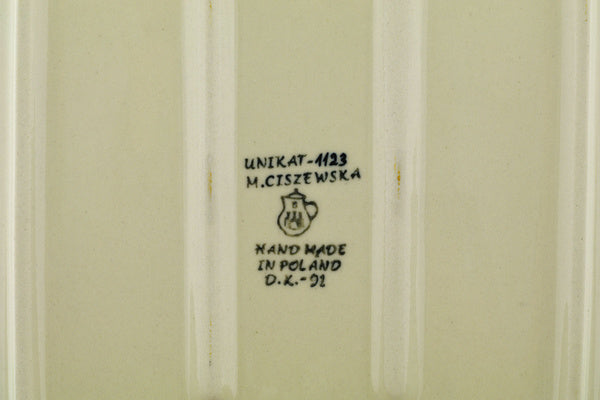 UNIKAT-1123
M.CISZEWSKA
HAND MADE
IN POLAND
D.K.-92